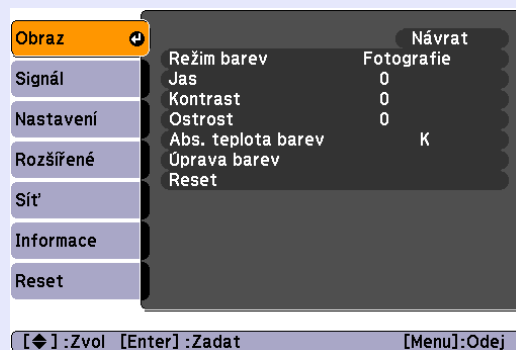 Obraz
Signál
Nastavení
Rozšířené
Síť
Informace
Reset
Návrat
Režim barev Fotografie
Jas 0
Kontrast 0
Ostrost 0
Abs. teplota barev K
Úprava barev
Reset
[◆]:Zvol [Enter]:Zadat [Menu]:Odej